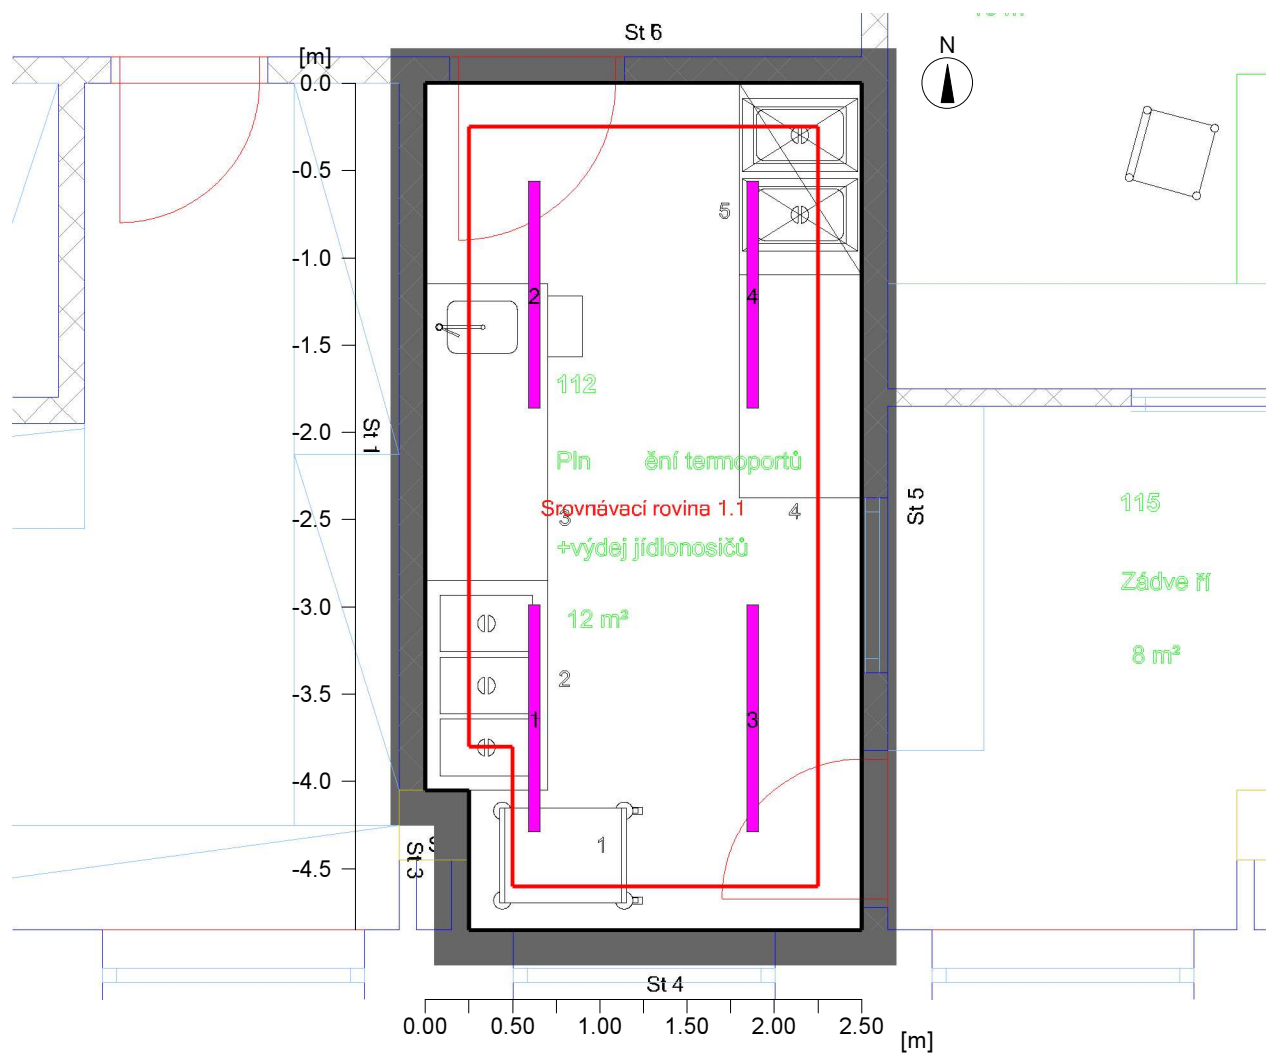 St 6
[m]
N
0.0
-0.5
5
-1.0
2
4
-1.5
112
-2.0
St 1
Pln ění termoportů
Srovnávací rovina 1.1
4
St 5
115
-2.5
3
+výdej jídlonosičů
Zádve ří
-3.0
12 m²
8 m²
2
-3.5
1
3
-4.0
1
St 3
-4.5
St 4
0.00 0.50 1.00 1.50 2.00 2.50
[m]